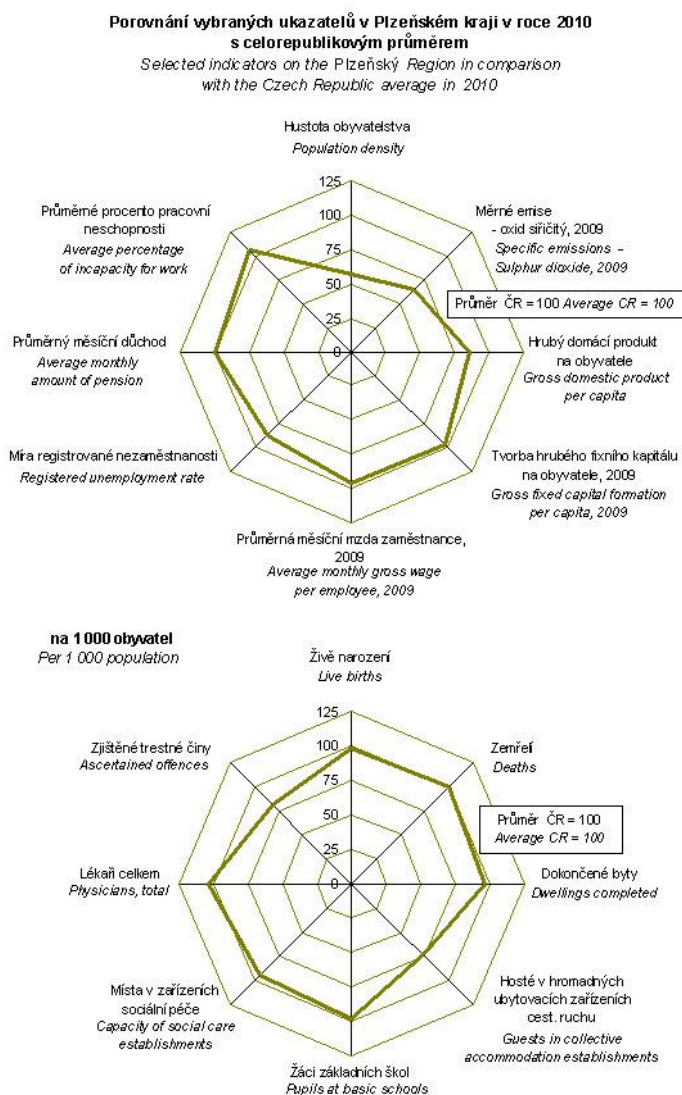 Porovnání vybraných ukazatelů v Plzeňském kraji v roce 2010
s celorepublikovým průměrem
Selected indicators on the Plzeňský Region in comparison
with the Czech Republic average in 2010
Hustota obyvatelstva
Population density
125
100
75
50
25
0
Měrné emise
- oxid siřičitý, 2009
Specific emissions –
Sulphur dioxide, 2009
Průměr ČR = 100 Average CR = 100
Hrubý domácí produkt
na obyvatele
Gross domestic product
per capita
Tvorba hrubého fixního kapitálu
na obyvatele, 2009
Gross fixed capital formation
per capita, 2009
Průměrná měsíční mzda zaměstnance,
2009
Average monthly gross wage
per employee, 2009
Míra registrované nezaměstnanosti
Registered unemployment rate
Průměrný měsíční důchod
Average monthly
amount of pension
Průměrné procento pracovní
neschopnosti
Average percentage
of incapacity for work
na 1000 obyvatel
Per 1 000 population
Živě narození
Live births
125
100
75
50
25
0
Zemřelí
Deaths
Průměr ČR = 100
Average CR = 100
Dokončené byty
Dwellings completed
Hosté v hromadných
ubytovacích zařízeních
cest. ruchu
Guests in collective
accommodation establishments
Žáci základních škol
Pupils at basic schools
Místa v zařízeních
sociální péče
Capacity of social care
establishments
Lékaři celkem
Physicians, total
Zjištěné trestné činy
Ascertained offences